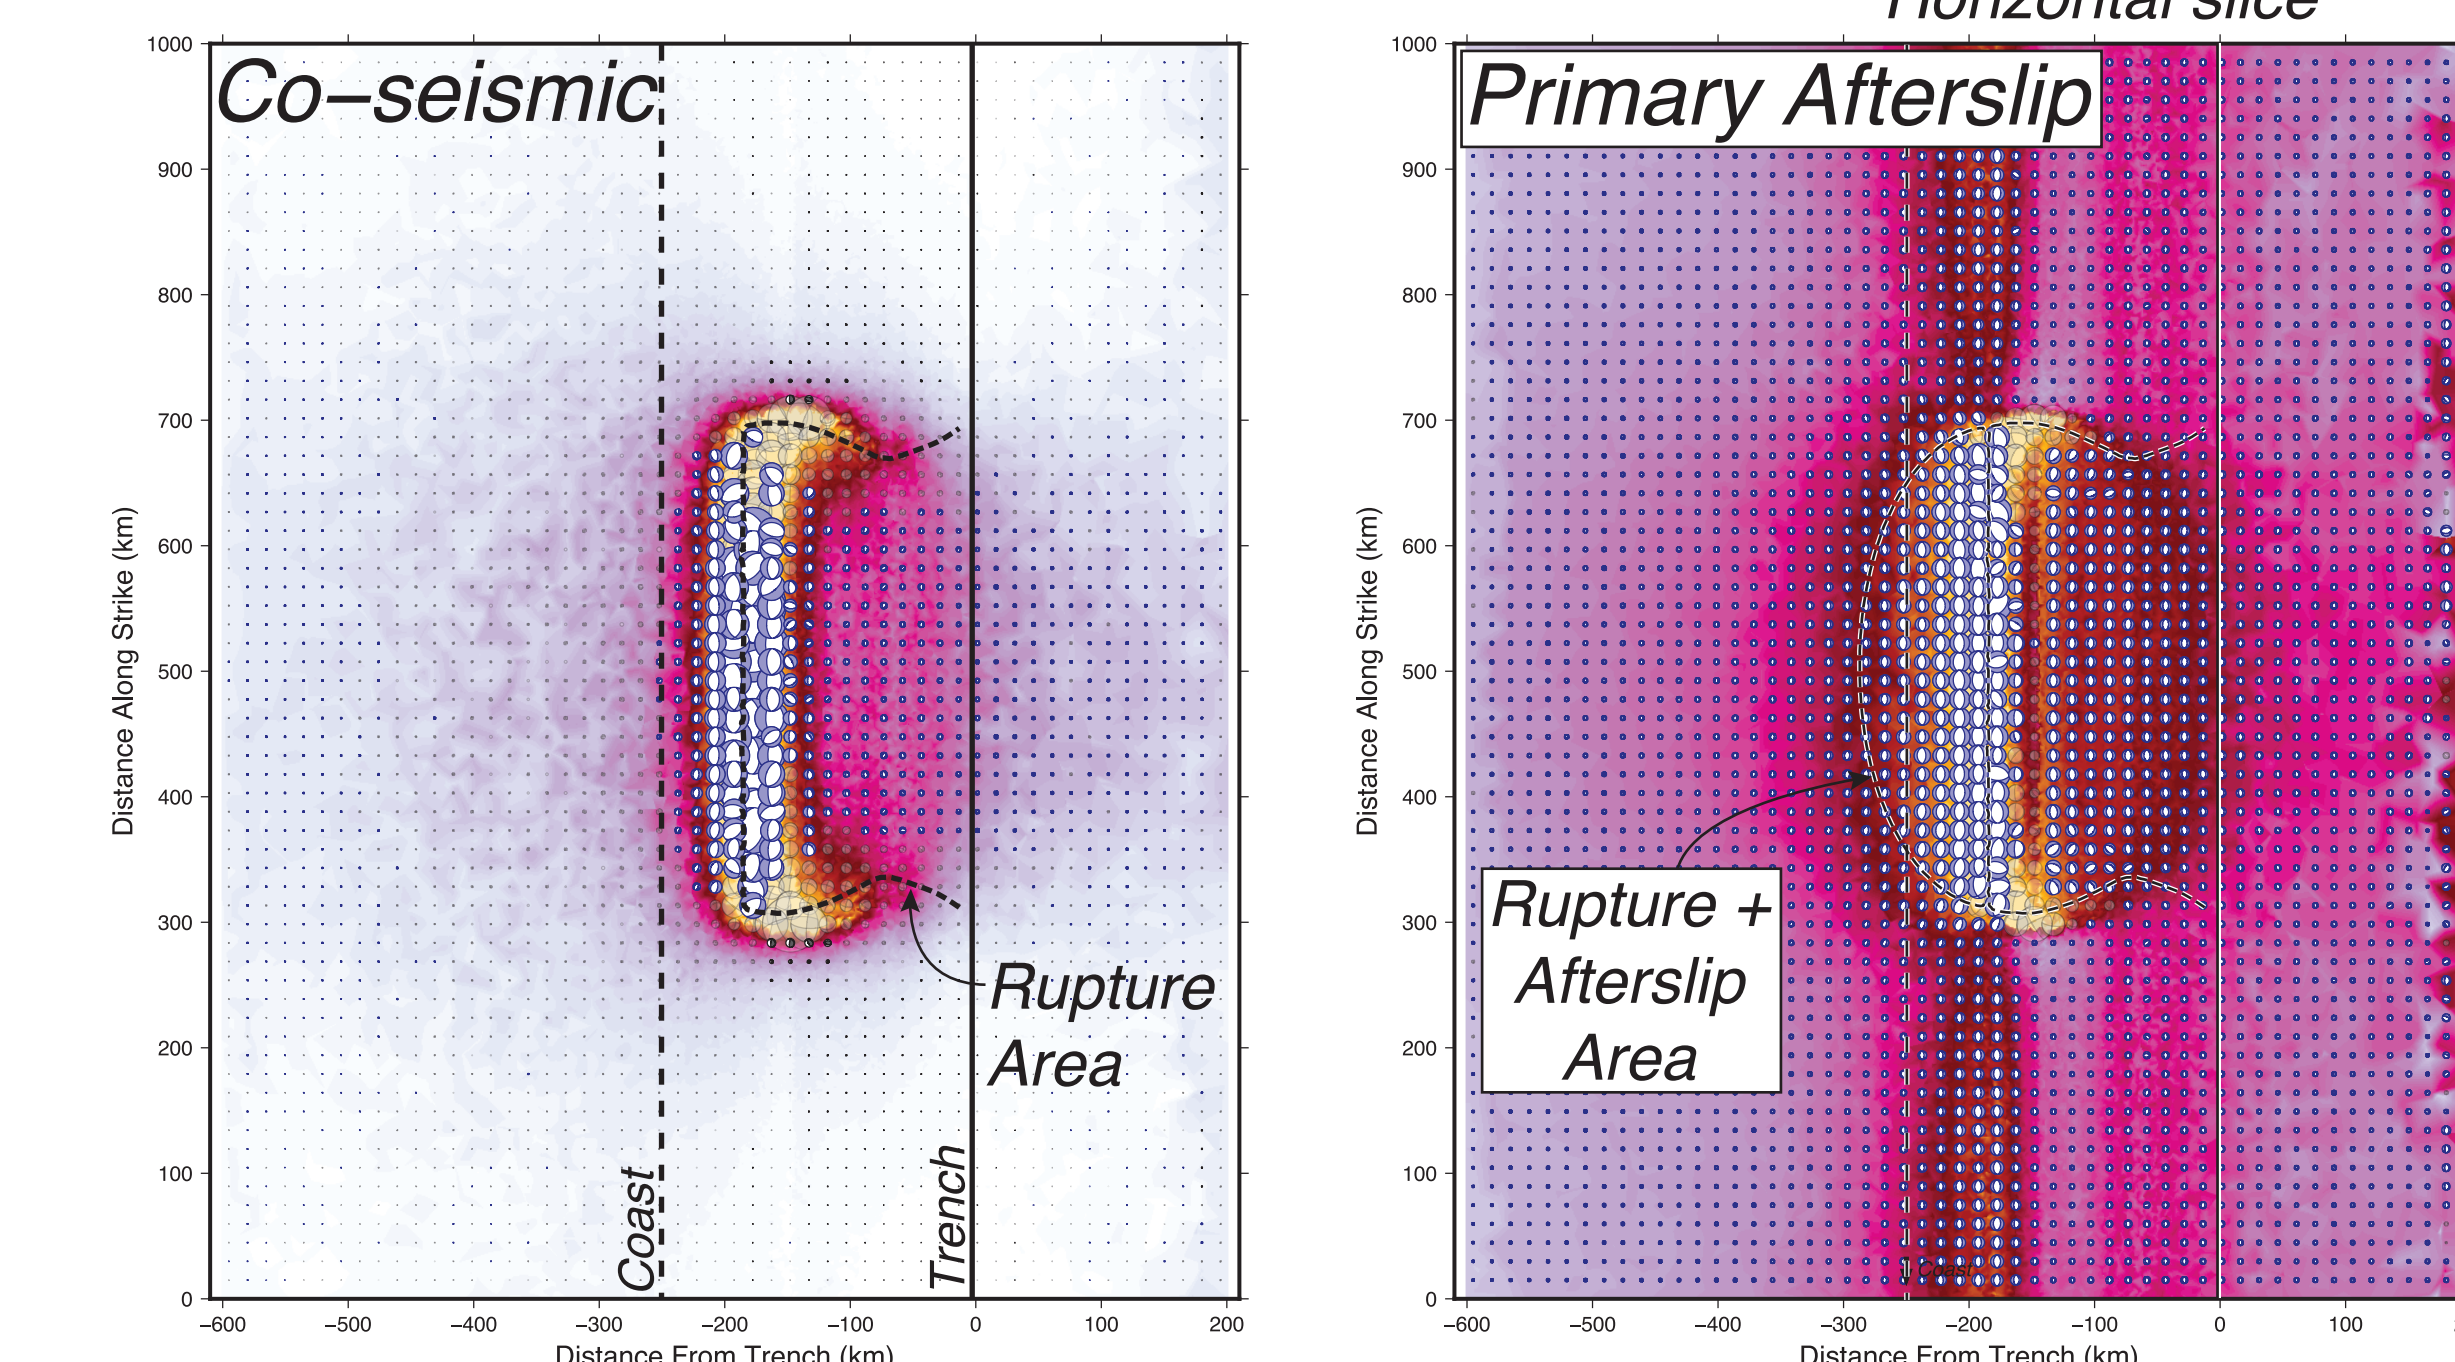 Horizontal slice
Co–seismic
Primary Afterslip
1000
900
800
700
600
500
400
300
200
100
0
Distance Along Strike (km)
Coast
Trench
Rupture
Area
–600
–500
–400
–300
–200
–100
0
100
200
Distance From Trench (km)
1000
900
800
700
600
500
400
300
200
100
0
Distance Along Strike (km)
Rupture +
Afterslip
Area
Coast
–600
–500
–400
–300
–200
–100
0
100
Distance From Trench (km)